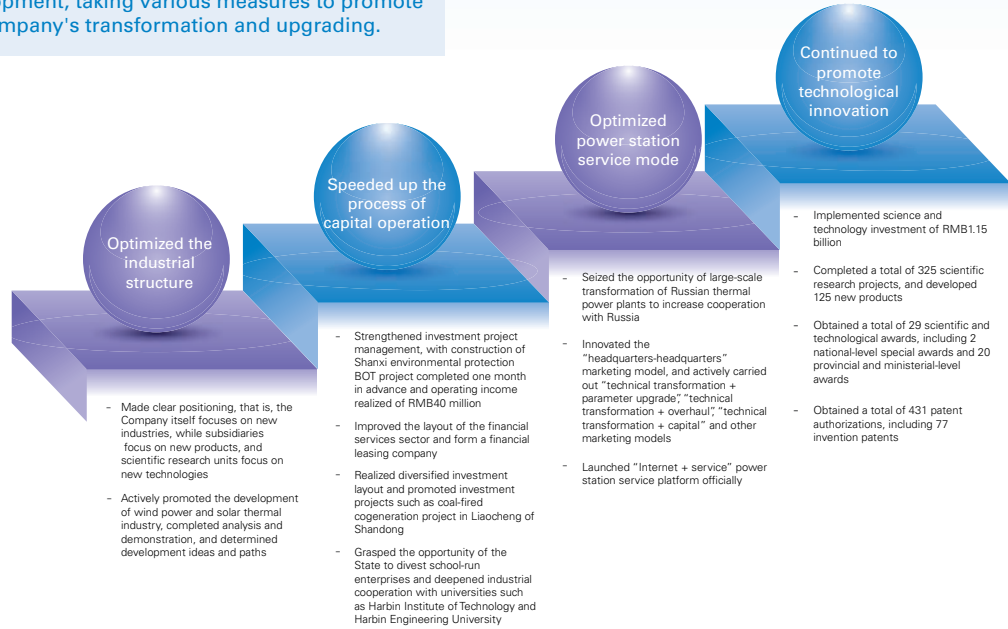 opment, taking various measures to promote
mpany's transformation and upgrading.
Optimized the
industrial
structure
- Made clear positioning, that is, the
Company itself focuses on new
industries, while subsidiaries
focus on new products, and
scientific research units focus on
new technologies
- Actively promoted the development
of wind power and solar thermal
industry, completed analysis and
demonstration, and determined
development ideas and paths
Speeded up the
process of
capital operation
- Strengthened investment project
management, with construction of
Shanxi environmental protection
BOT project completed one month
in advance and operating income
realized of RMB40 million
- Improved the layout of the financial
services sector and form a financial
leasing company
- Realized diversified investment
layout and promoted investment
projects such as coal-fired
cogeneration project in Liaocheng of
Shandong
- Grasped the opportunity of the
State to divest school-run
enterprises and deepened industrial
cooperation with universities such
as Harbin Institute of Technology and
Harbin Engineering University
Optimized
power station
service mode
- Seized the opportunity of large-scale
transformation of Russian thermal
power plants to increase cooperation
with Russia
- Innovated the
“headquarters-headquarters”
marketing model, and actively carried
out “technical transformation +
parameter upgrade”, “technical
transformation + overhaul”, “technical
transformation + capital” and other
marketing models
- Launched “Internet + service” power
station service platform officially
Continued to
promote
technological
innovation
- Implemented science and
technology investment of RMB1.15
billion
- Completed a total of 325 scientific
research projects, and developed
125 new products
- Obtained a total of 29 scientific and
technological awards, including 2
national-level special awards and 20
provincial and ministerial-level
awards
- Obtained a total of 431 patent
authorizations, including 77
invention patents